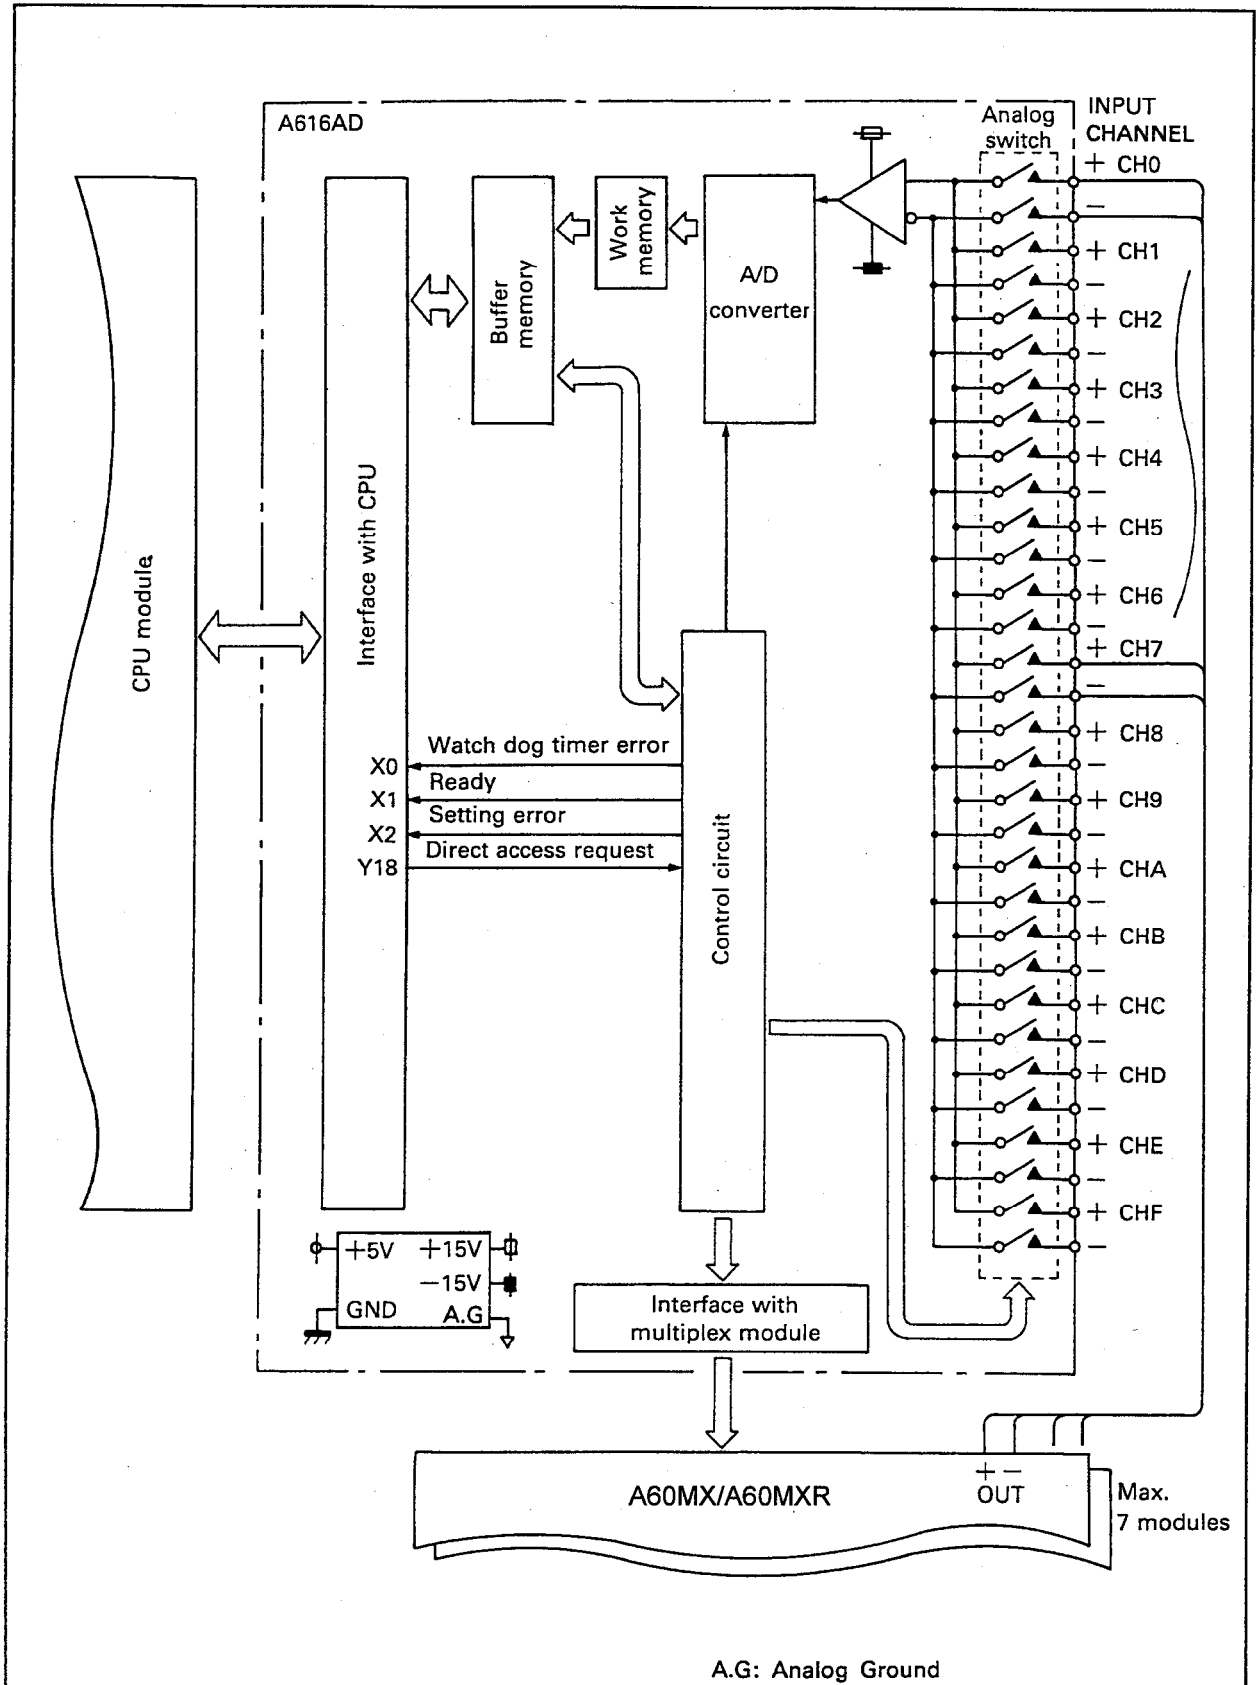 A616AD
Analog
switch
INPUT
CHANNEL
+ CH0
−
+ CH1
−
+ CH2
−
+ CH3
−
+ CH4
−
+ CH5
−
+ CH6
−
+ CH7
−
+ CH8
−
+ CH9
−
+ CHA
−
+ CHB
−
+ CHC
−
+ CHD
−
+ CHE
−
+ CHF
−
CPU module
Interface with CPU
Buffer
memory
Work
memory
A/D
converter
Control circuit
X0 Watch dog timer error
X1 Ready
X2 Setting error
Y18 Direct access request
+5V +15V
−15V
GND A.G
Interface with
multiplex module
A60MX/A60MXR
+ −
OUT
Max.
7 modules
A.G: Analog Ground